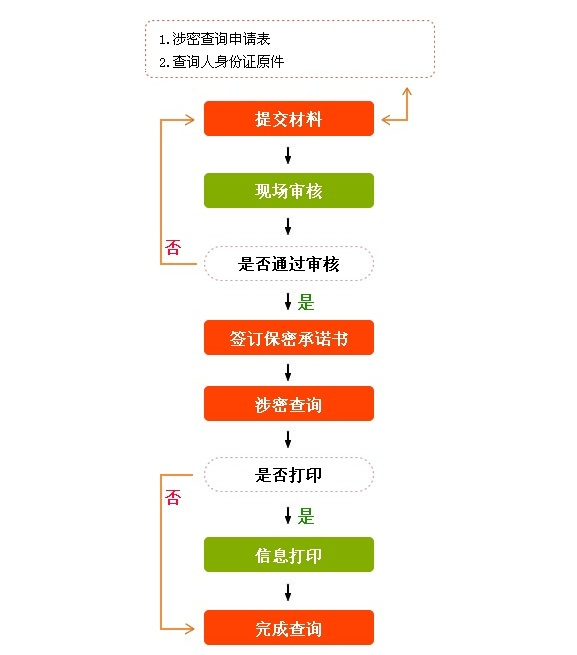 1.涉密查询申请表
2.查询人身份证原件
提交材料
现场审核
否
是否通过审核
是
签订保密承诺书
涉密查询
是否打印
否
是
信息打印
完成查询